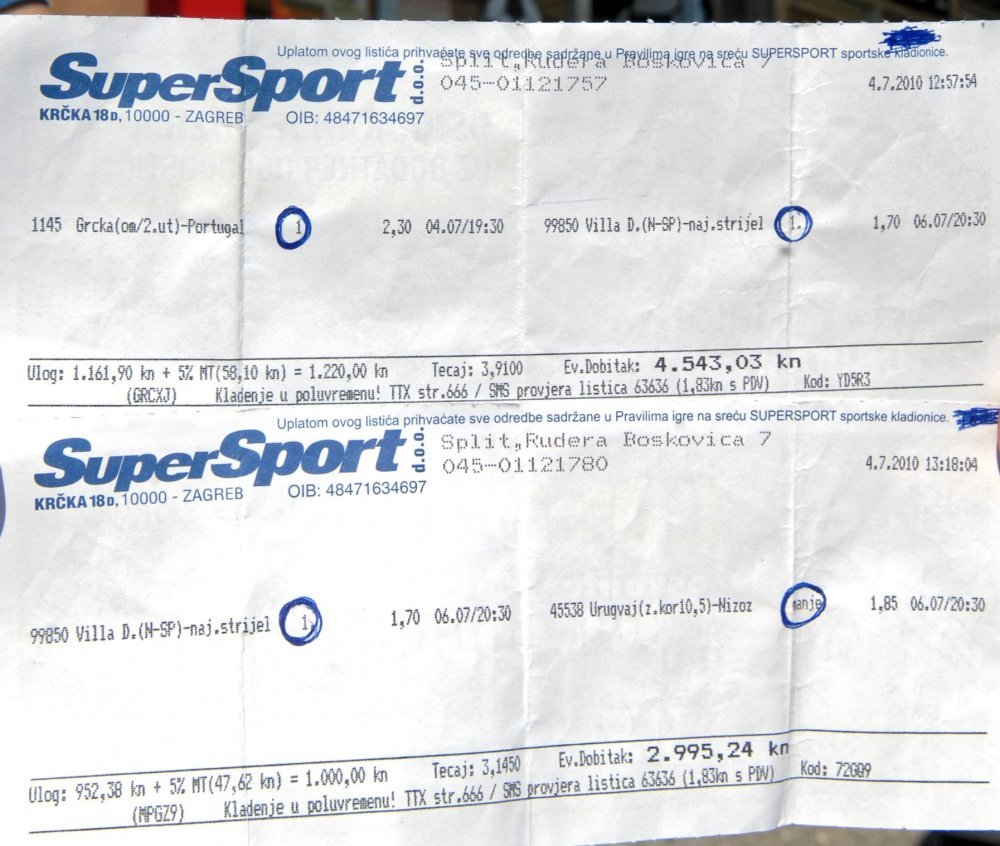 Uplatom ovog listića prihvaćate sve odredbe sadržane u Pravilima igre na sreću SUPERSPORT sportske kladionice.
SuperSport d.o.o.
Split,Rudera Boskovica 7
045-01121757
4.7.2010 12:57:54
KRČKA 18D, 10000 - ZAGREB OIB: 48471634697
1145 Grcka(om/2.ut)-Portugal 1 2,30 04.07/19:30 99850 Villa D.(N-SP)-naj.strijel 1. 1,70 06.07/20:30
Ulog: 1.161,90 kn + 5% MT(58,10 kn) = 1.220,00 kn Tecaj: 3,9100 Ev.Dobitak: 4.543,03 kn
(GRCXJ) Kladenje u poluvremenu! TTX str.666 / SMS provjera listica 63636 (1,83kn s PDV) Kod: YD5R3
Uplatom ovog listića prihvaćate sve odredbe sadržane u Pravilima igre na sreću SUPERSPORT sportske kladionice.
SuperSport d.o.o.
Split,Rudera Boskovica 7
045-01121780
4.7.2010 13:18:04
KRČKA 18D, 10000 - ZAGREB OIB: 48471634697
99850 Villa D.(N-SP)-naj.strijel 1. 1,70 06.07/20:30 45538 Urugvaj(z.kor10,5)-Nizoz manje 1,85 06.07/20:30
Ulog: 952,38 kn + 5% MT(47,62 kn) = 1.000,00 kn Tecaj: 3,1450 Ev.Dobitak: 2.995,24 kn
(MPGZ9) Kladenje u poluvremenu! TTX str.666 / SMS provjera listica 63636 (1,83kn s PDV) Kod: 72GQ9